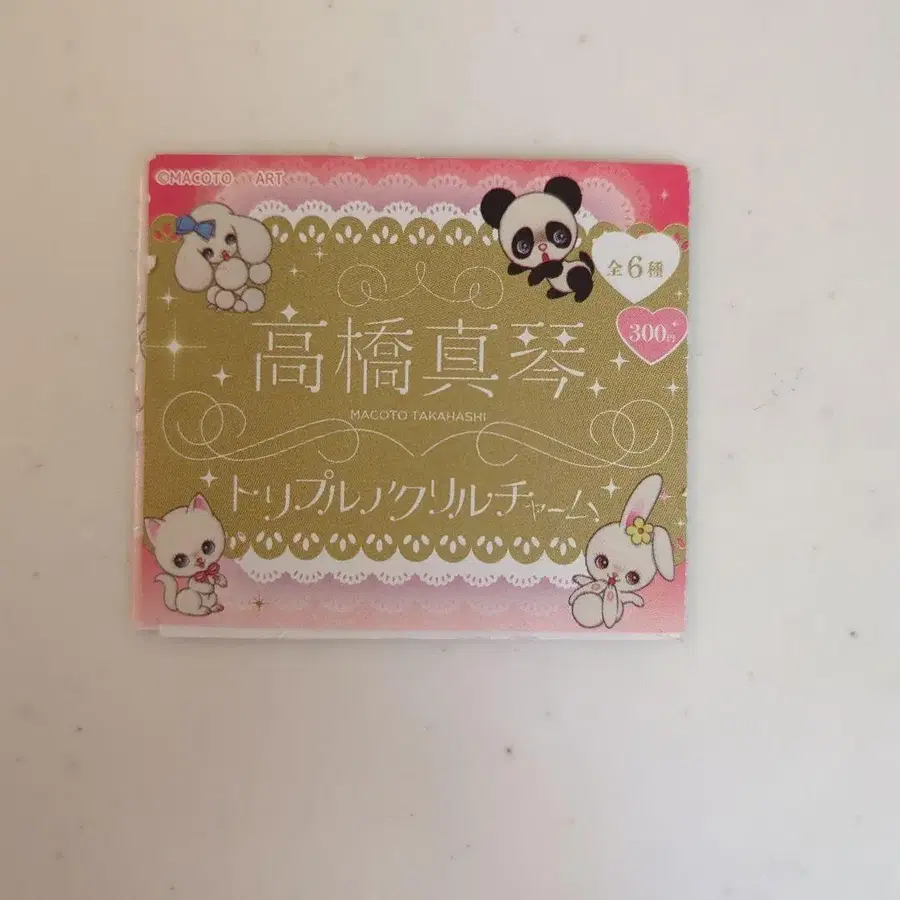 ©MACOTO ART
全6種
300円
高橋真琴
MACOTO TAKAHASHI
トリプルアクリルチャーム